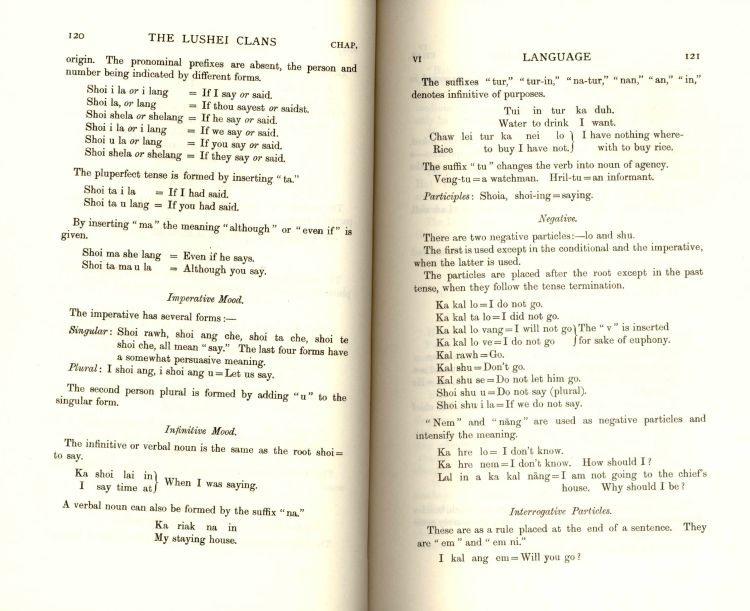 120 THE LUSHEI CLANS CHAP.
origin. The pronominal prefixes are absent, the person and
number being indicated by different forms.
Shoi i la or i lang = If I say or said.
Shoi la, or lang = If thou sayest or saidst.
Shoi shela or shelang = If he say or said.
Shoi i la or i lang = If we say or said.
Shoi u la or lang = If you say or said.
Shoi shela or shelang = If they say or said.
The pluperfect tense is formed by inserting "ta."
Shoi ta i la = If I had said.
Shoi ta u lang = If you had said.
By inserting "ma" the meaning "although" or "even if" is
given.
Shoi ma she lang = Even if he says.
Shoi ta ma u la = Although you say.
Imperative Mood.
The imperative has several forms :—
Singular: Shoi rawh, shoi ang che, shoi ta che, shoi te
shoi che, all mean "say." The last four forms have
a somewhat persuasive meaning.
Plural: I shoi ang, i shoi ang u = Let us say.
The second person plural is formed by adding "u" to the
singular form.
Infinitive Mood.
The infinitive or verbal noun is the same as the root shoi =
to say.
Ka shoi lai in } When I was saying.
I say time at
A verbal noun can also be formed by the suffix "na."
Ka riak na in
My staying house.
VI LANGUAGE 121
The suffixes "tur," "tur-in," "na-tur," "nan," "an," "in,"
denotes infinitive of purposes.
Tui in tur ka duh.
Water to drink I want.
Chaw lei tur ka nei lo } I have nothing where-
Rice to buy I have not. } with to buy rice.
The suffix "tu" changes the verb into noun of agency.
Veng-tu = a watchman. Hril-tu = an informant.
Participles: Shoia, shoi-ing = saying.
Negative.
There are two negative particles:—lo and shu.
The first is used except in the conditional and the imperative,
when the latter is used.
The particles are placed after the root except in the past
tense, when they follow the tense termination.
Ka kal lo = I do not go.
Ka kal ta lo = I did not go.
Ka kal lo vang = I will not go } The "v" is inserted
Ka kal lo ve = I do not go } for sake of euphony.
Kal rawh = Go.
Kal shu = Don't go.
Kal shu se = Do not let him go.
Shoi shu u = Do not say (plural).
Shoi shu i la = If we do not say.
"Nem" and "näng" are used as negative particles and
intensify the meaning.
Ka hre lo = I don't know.
Ka hre nem = I don't know. How should I?
Lal in a ka kal näng = I am not going to the chief's
house. Why should I be?
Interrogative Particles.
These are as a rule placed at the end of a sentence. They
are "em" and "em ni."
I kal ang em = Will you go?